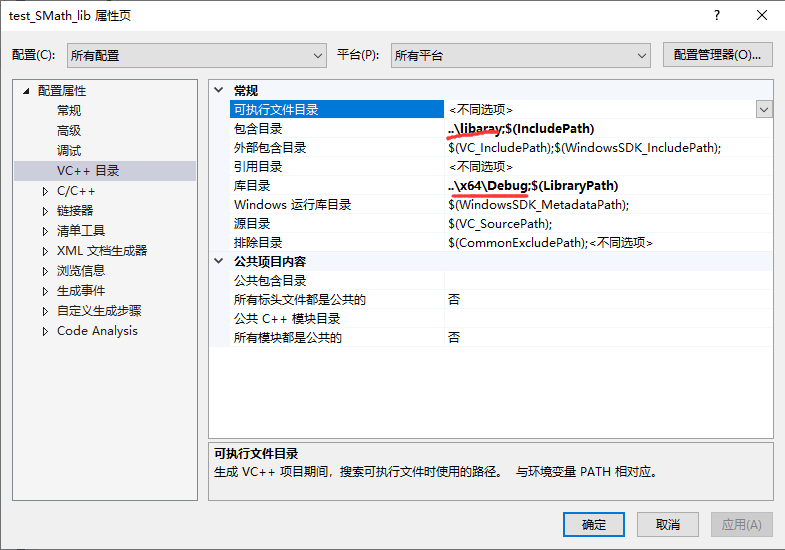 test_SMath_lib 属性页
配置(C): 所有配置 平台(P): 所有平台 配置管理器(O)...
配置属性
常规
高级
调试
VC++ 目录
C/C++
链接器
清单工具
XML 文档生成器
浏览信息
生成事件
自定义生成步骤
Code Analysis
常规
可执行文件目录 <不同选项>
包含目录 ..\libaray;$(IncludePath)
外部包含目录 $(VC_IncludePath);$(WindowsSDK_IncludePath);
引用目录 <不同选项>
库目录 ..\x64\Debug;$(LibraryPath)
Windows 运行库目录 $(WindowsSDK_MetadataPath);
源目录 $(VC_SourcePath);
排除目录 $(CommonExcludePath);<不同选项>
公共项目内容
公共包含目录
所有标头文件都是公共的 否
公共 C++ 模块目录
所有模块都是公共的 否
可执行文件目录
生成 VC++ 项目期间，搜索可执行文件时使用的路径。 与环境变量 PATH 相对应。
确定 取消 应用(A)